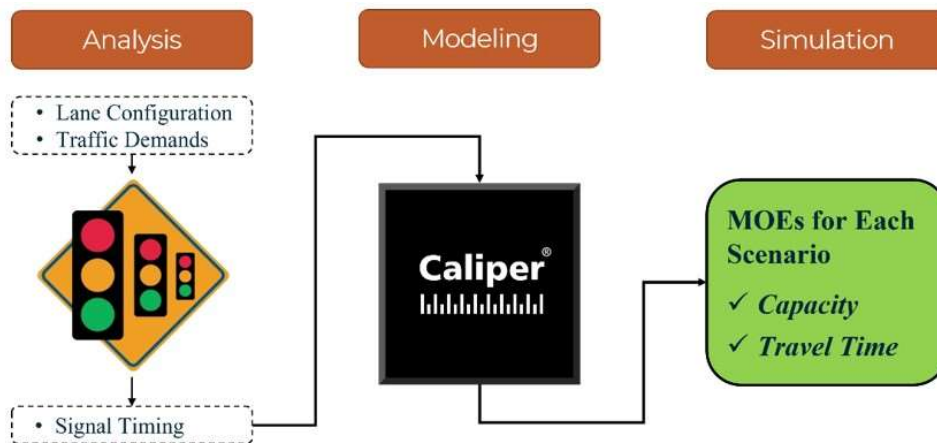 Analysis
Modeling
Simulation
• Lane Configuration
• Traffic Demands
• Signal Timing
Caliper®
MOEs for Each
Scenario
✓ Capacity
✓ Travel Time